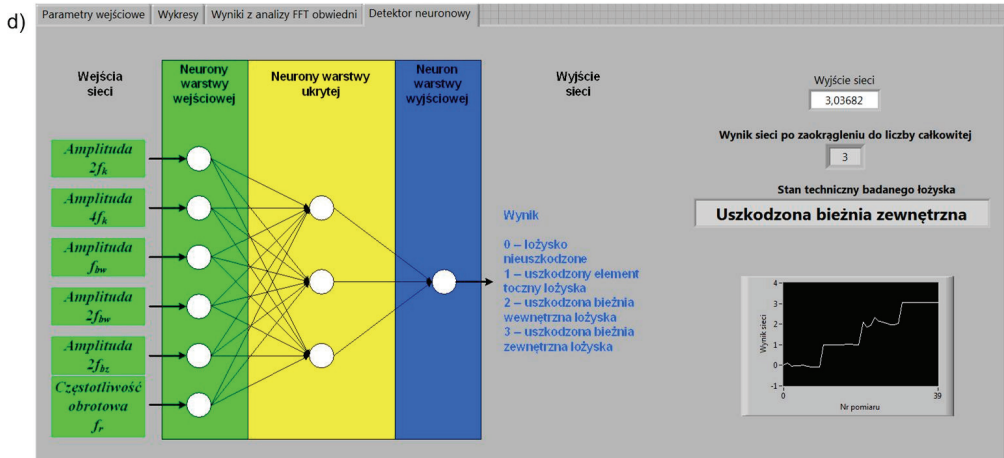 d)
Parametry wejściowe
Wykresy
Wyniki z analizy FFT obwiedni
Detektor neuronowy
Wejścia
sieci
Neurony
warstwy
wejściowej
Neurony warstwy
ukrytej
Neuron
warstwy
wyjściowej
Wyjście
sieci
Amplituda
2fk
Amplituda
4fk
Amplituda
fbw
Amplituda
2fbw
Amplituda
2fbz
Częstotliwość
obrotowa
fr
Wynik
0 – łożysko
nieuszkodzone
1 – uszkodzony element
toczny łożyska
2 – uszkodzona bieżnia
wewnętrzna łożyska
3 – uszkodzona bieżnia
zewnętrzna łożyska
Wyjście sieci
3,03682
Wynik sieci po zaokrągleniu do liczby całkowitej
3
Stan techniczny badanego łożyska
Uszkodzona bieżnia zewnętrzna
Wynik sieci
4
3
2
1
0
-1
0
39
Nr pomiaru